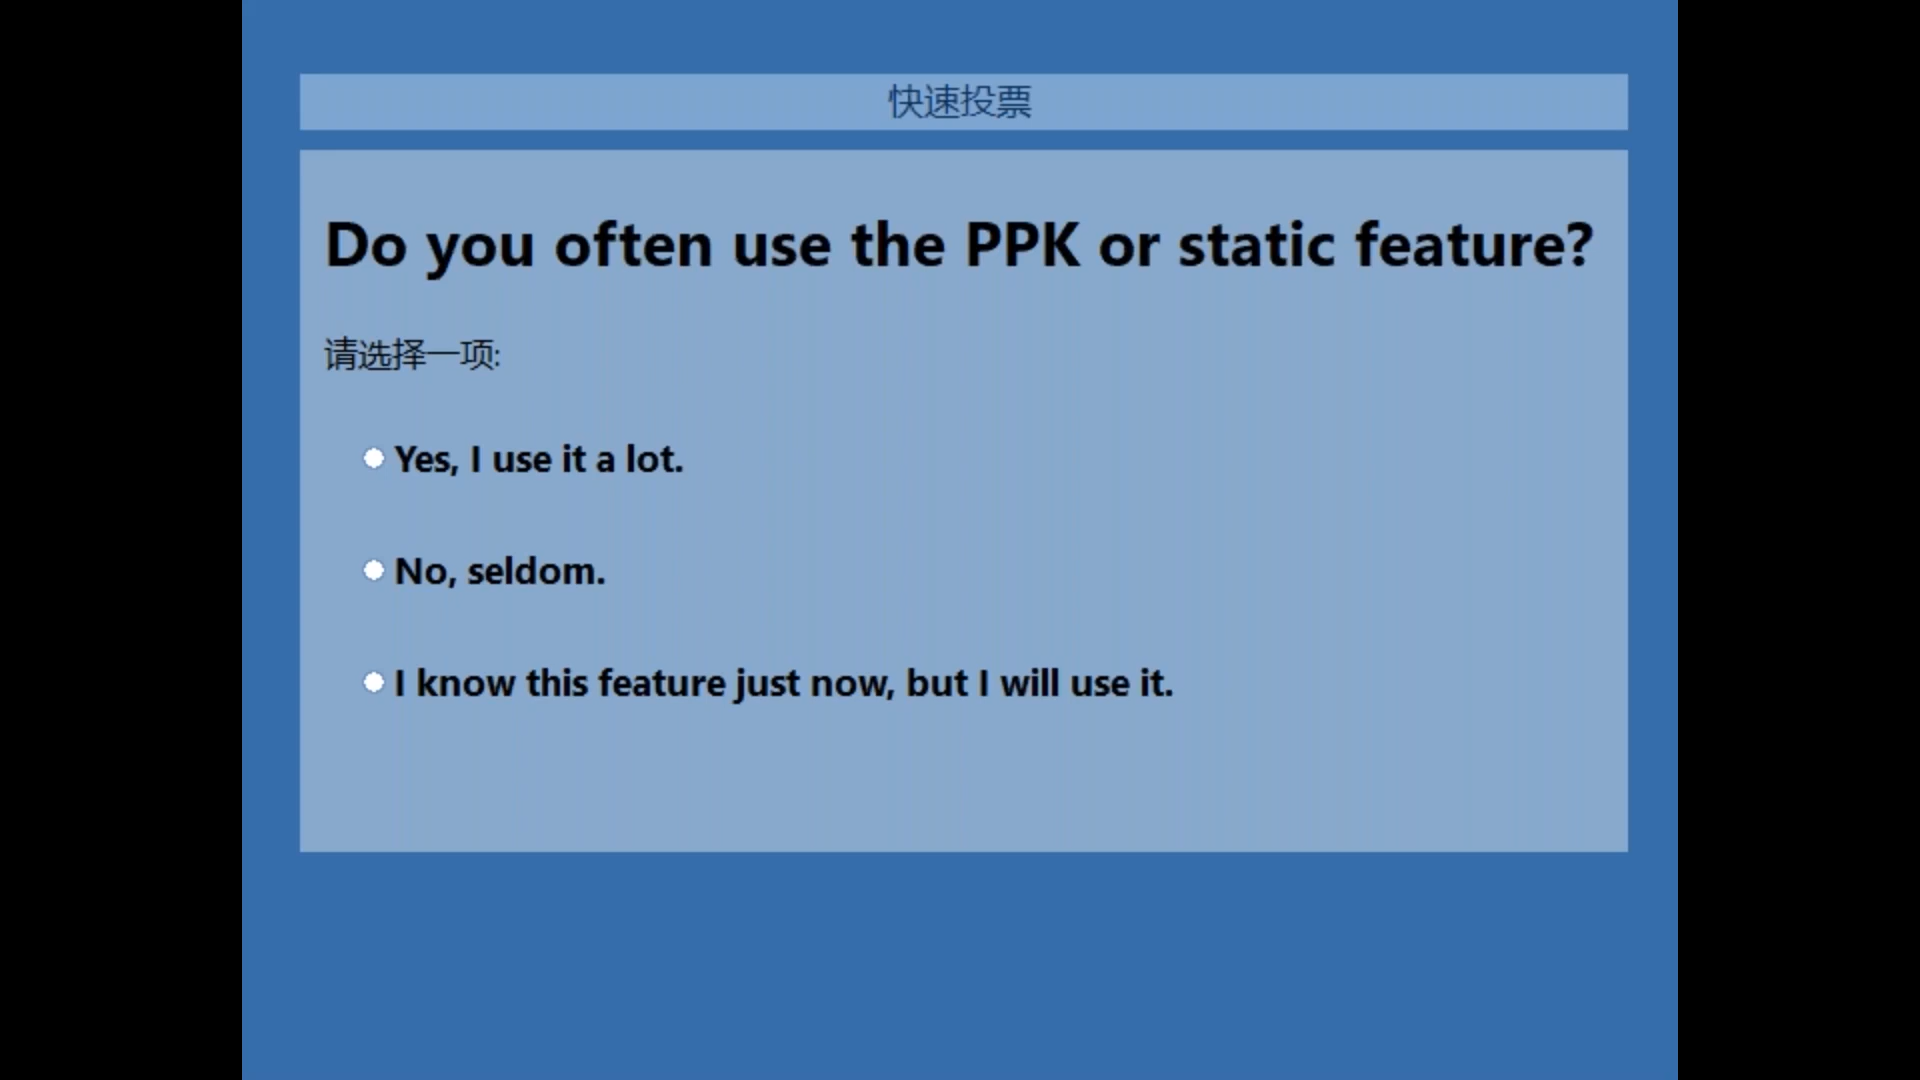 快速投票
Do you often use the PPK or static feature?
请选择一项:
Yes, I use it a lot.
No, seldom.
I know this feature just now, but I will use it.